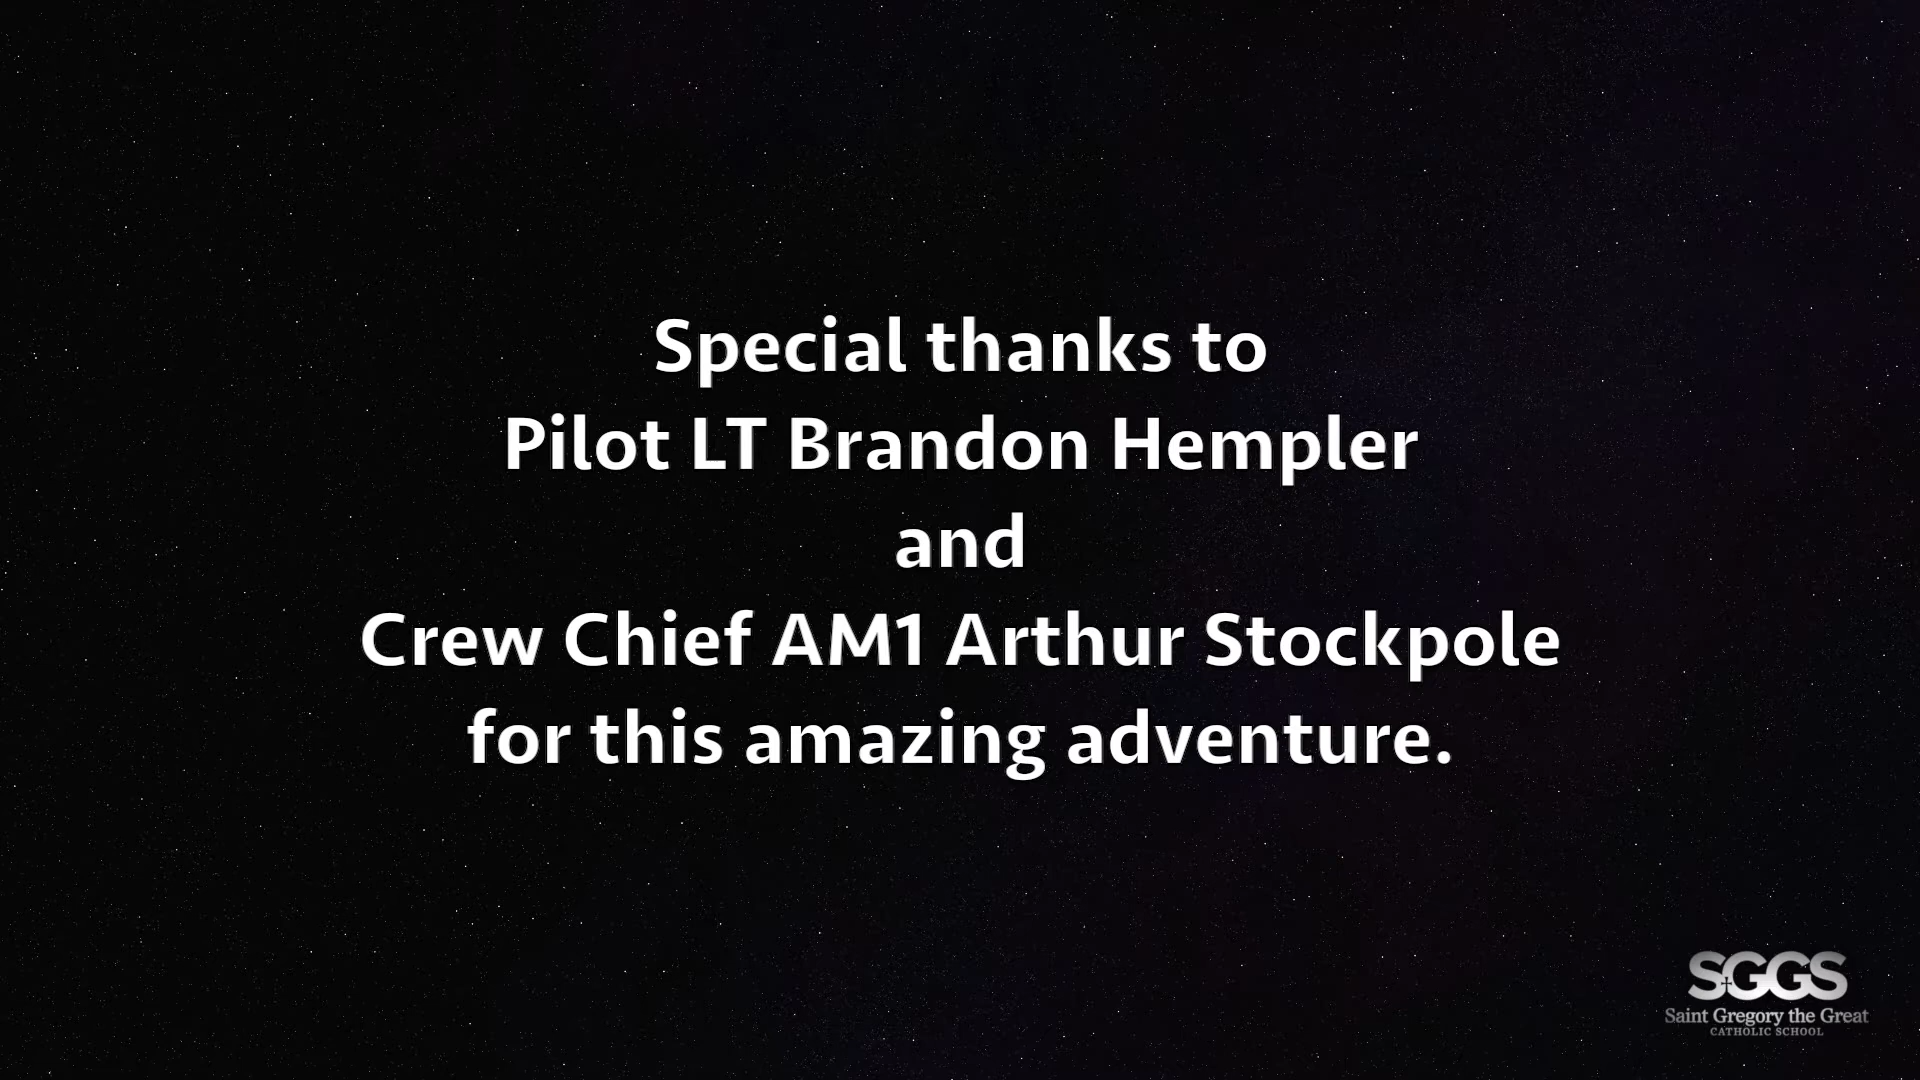 Special thanks to
Pilot LT Brandon Hempler
and
Crew Chief AM1 Arthur Stockpole
for this amazing adventure.
SGGS
Saint Gregory the Great
CATHOLIC SCHOOL